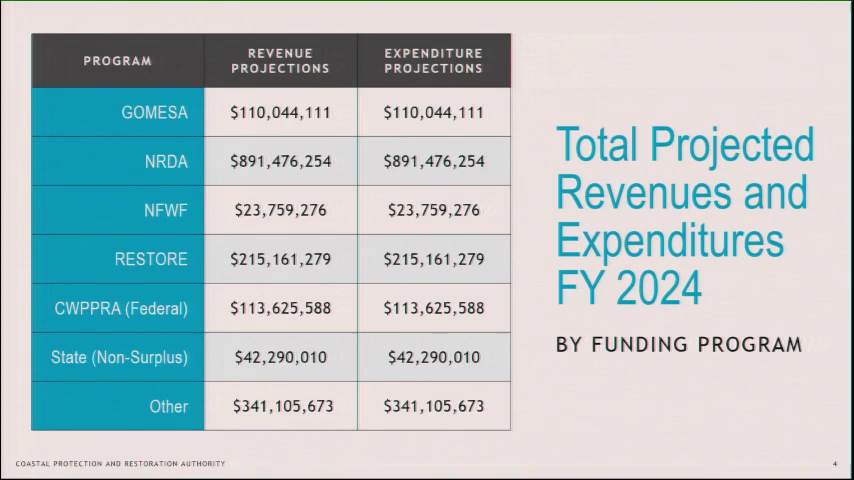 PROGRAM REVENUE PROJECTIONS EXPENDITURE PROJECTIONS
GOMESA $110,044,111 $110,044,111
NRDA $891,476,254 $891,476,254
NFWF $23,759,276 $23,759,276
RESTORE $215,161,279 $215,161,279
CWPPRA (Federal) $113,625,588 $113,625,588
State (Non-Surplus) $42,290,010 $42,290,010
Other $341,105,673 $341,105,673
Total Projected
Revenues and
Expenditures
FY 2024
BY FUNDING PROGRAM
COASTAL PROTECTION AND RESTORATION AUTHORITY
4